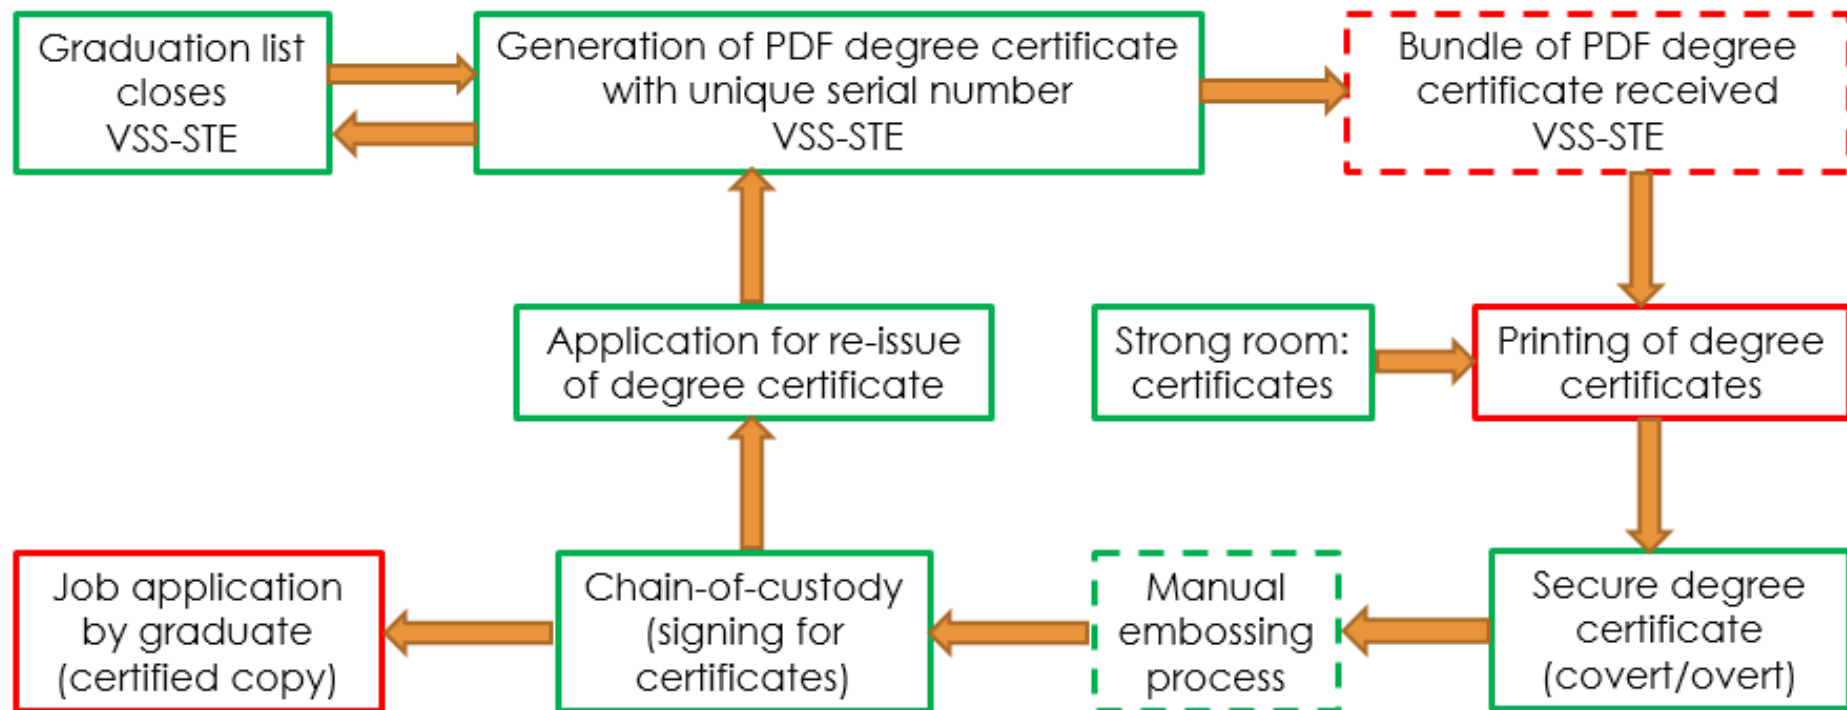 Graduation list
closes
VSS-STE
Generation of PDF degree certificate
with unique serial number
VSS-STE
Bundle of PDF degree
certificate received
VSS-STE
Application for re-issue
of degree certificate
Strong room:
certificates
Printing of degree
certificates
Job application
by graduate
(certified copy)
Chain-of-custody
(signing for
certificates)
Manual
embossing
process
Secure degree
certificate
(covert/overt)